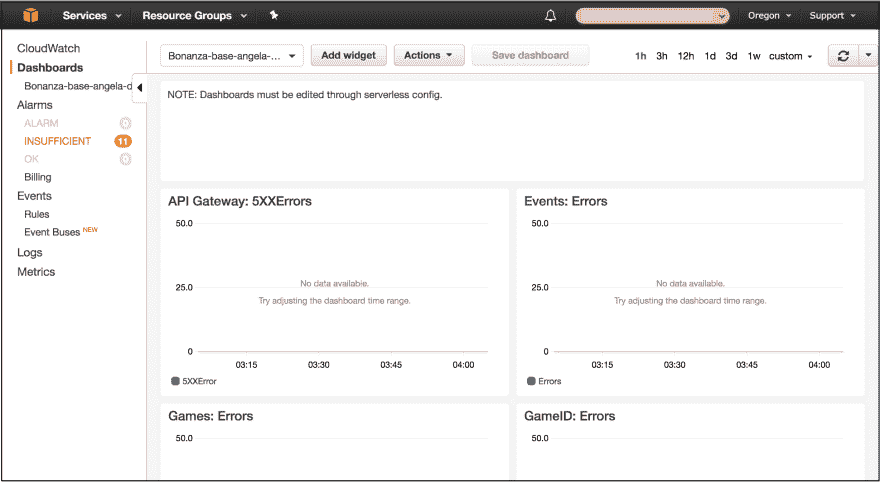 Services
Resource Groups
Oregon
Support
CloudWatch
Dashboards
Bonanza-base-angela-d
Alarms
ALARM
INSUFFICIENT 11
OK
Billing
Events
Rules
Event Buses NEW
Logs
Metrics
Bonanza-base-angela-... Add widget Actions Save dashboard 1h 3h 12h 1d 3d 1w custom
NOTE: Dashboards must be edited through serverless config.
API Gateway: 5XXErrors
50.0
25.0
0
No data available.
Try adjusting the dashboard time range.
03:15 03:30 03:45 04:00
5XXError
Events: Errors
50.0
25.0
0
No data available.
Try adjusting the dashboard time range.
03:15 03:30 03:45 04:00
Errors
Games: Errors
50.0
GameID: Errors
50.0